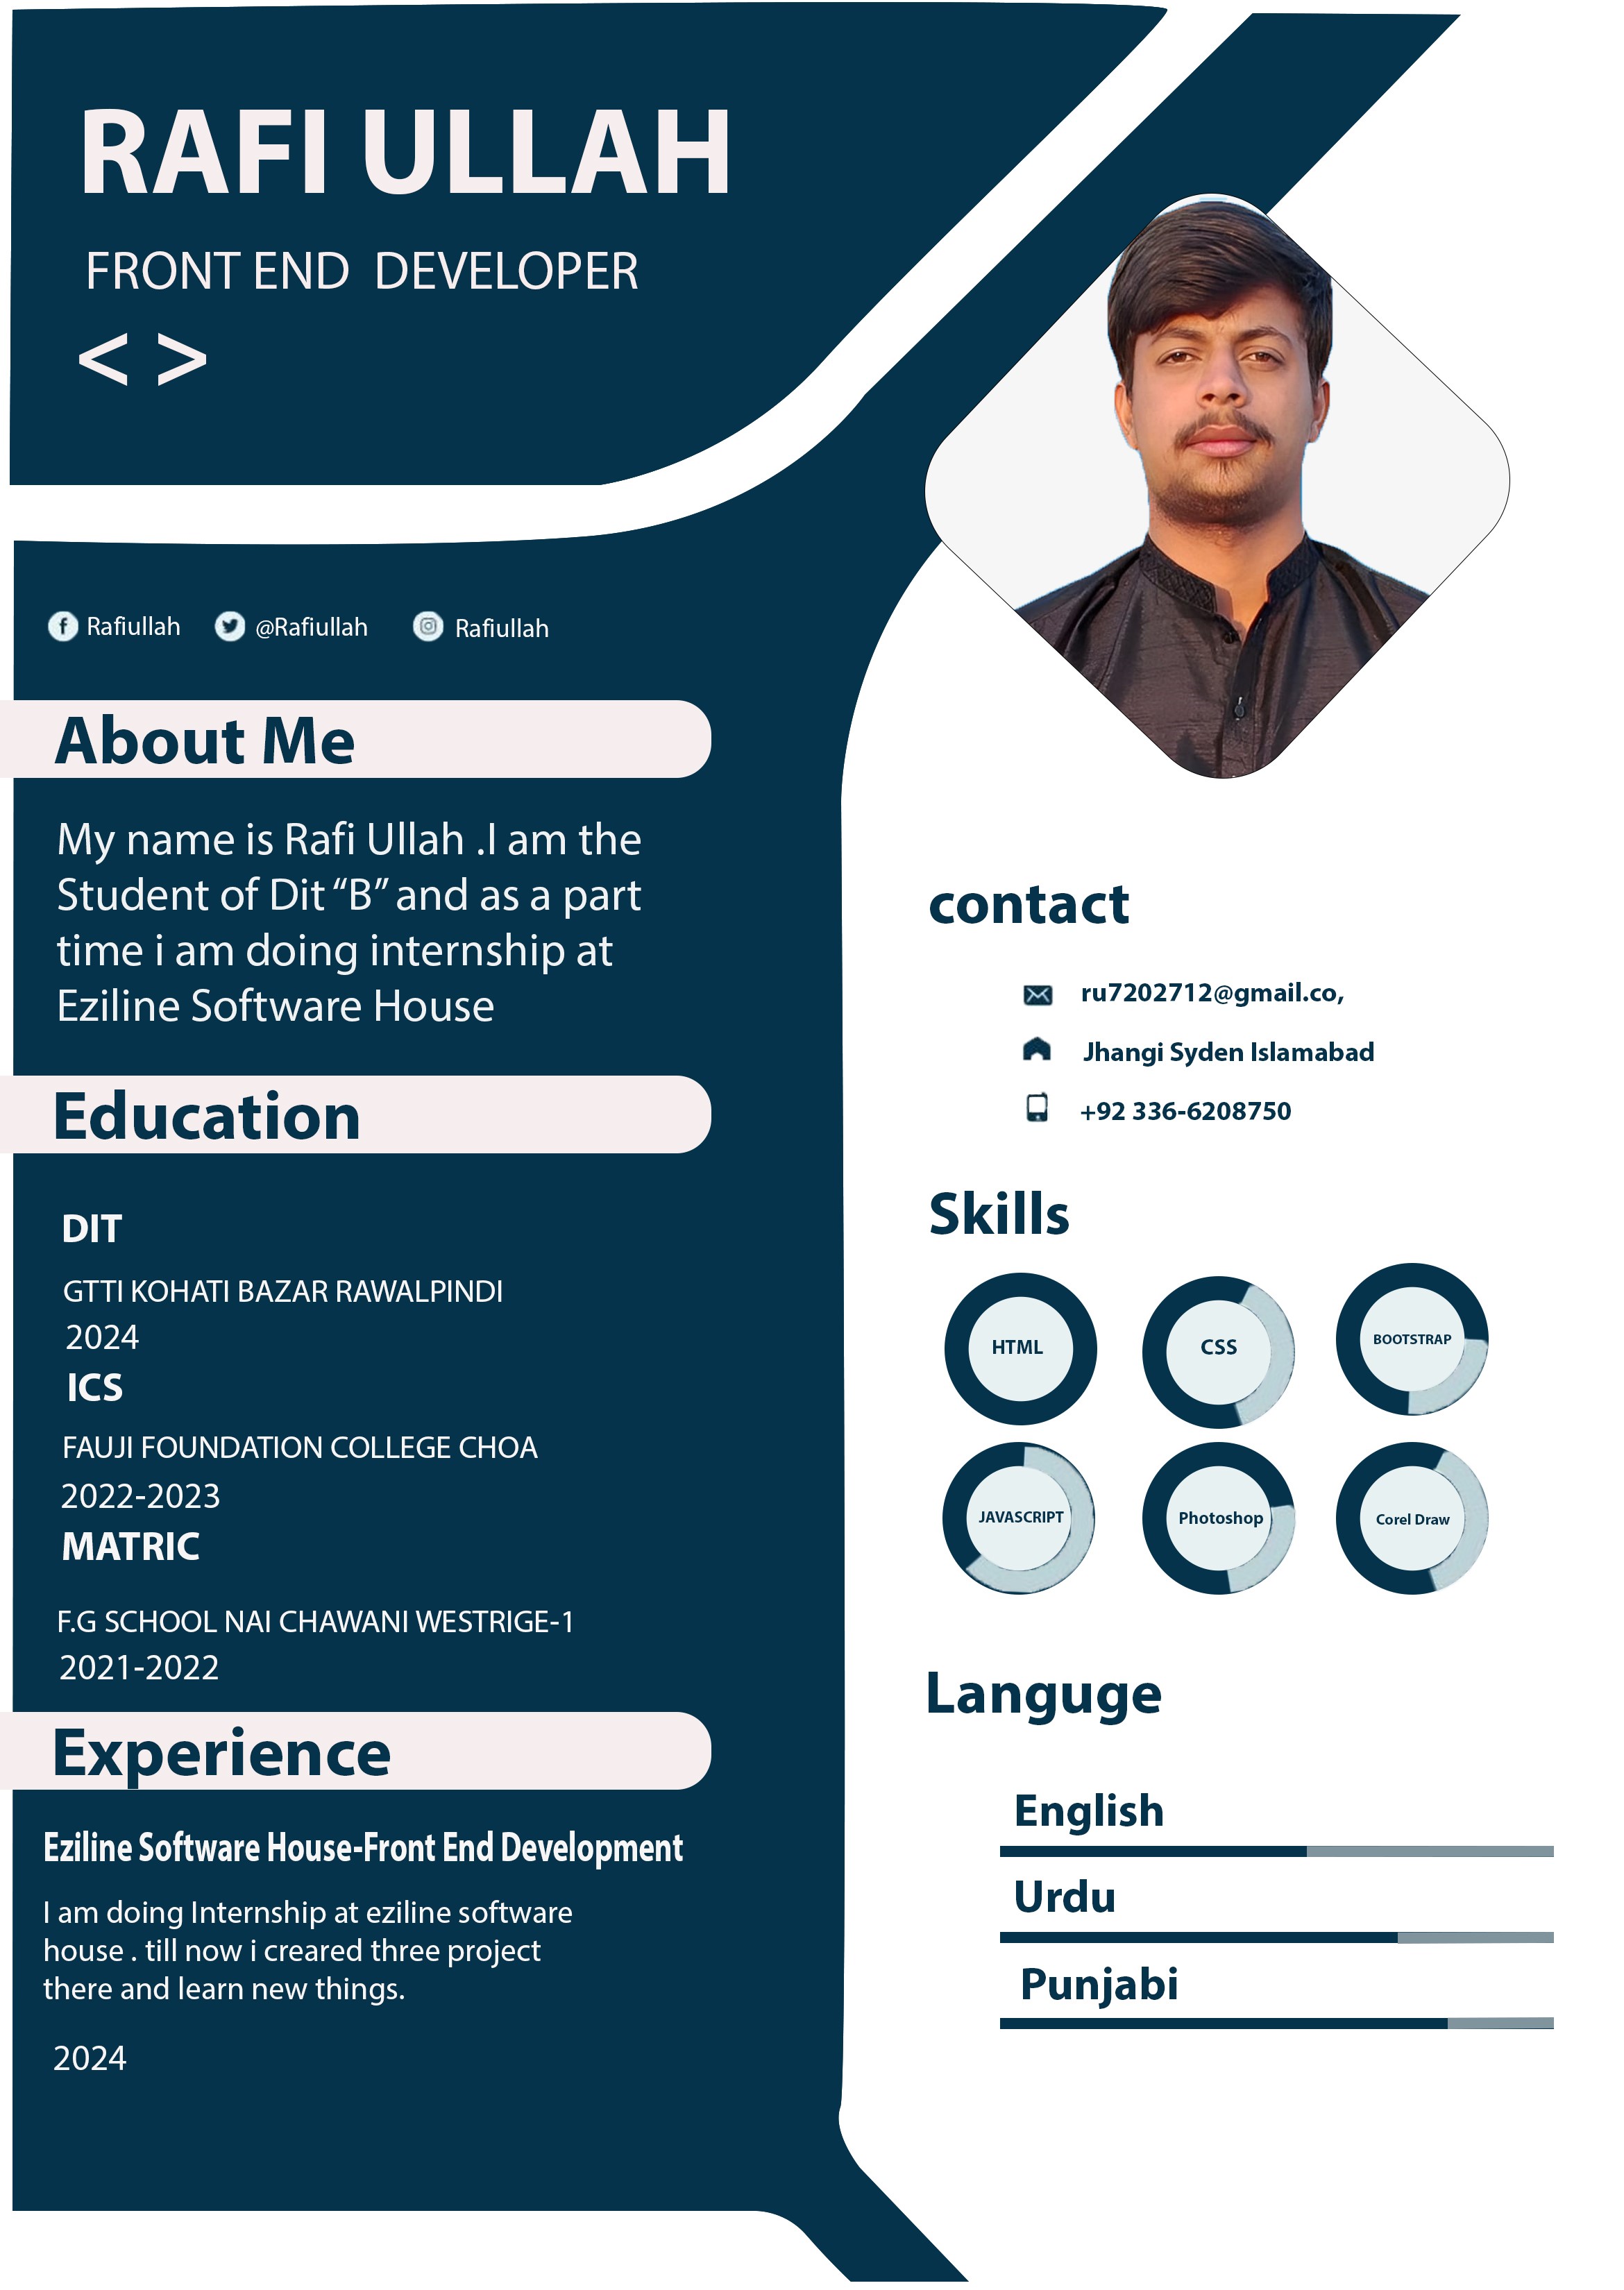 RAFI ULLAH
FRONT END DEVELOPER
< >
Rafiullah @Rafiullah Rafiullah
About Me
My name is Rafi Ullah .I am the
Student of Dit “B” and as a part
time i am doing internship at
Eziline Software House
Education
DIT
GTTI KOHATI BAZAR RAWALPINDI
2024
ICS
FAUJI FOUNDATION COLLEGE CHOA
2022-2023
MATRIC
F.G SCHOOL NAI CHAWANI WESTRIGE-1
2021-2022
Experience
Eziline Software House-Front End Development
I am doing Internship at eziline software
house . till now i creared three project
there and learn new things.
2024
contact
ru7202712@gmail.co,
Jhangi Syden Islamabad
+92 336-6208750
Skills
HTML CSS BOOTSTRAP
JAVASCRIPT Photoshop Corel Draw
Languge
English
Urdu
Punjabi